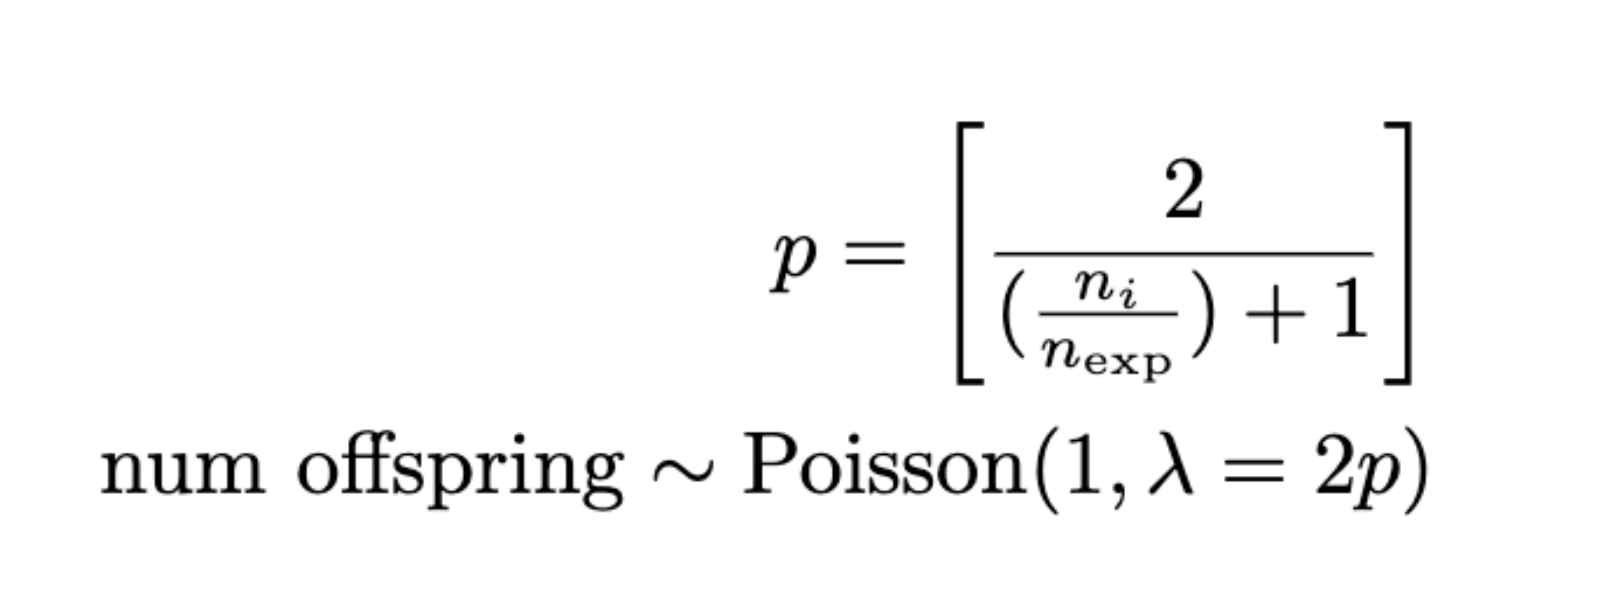 p = [ 2 / ( (n_i / n_exp) + 1 ) ]
num offspring ~ Poisson(1, λ = 2p)